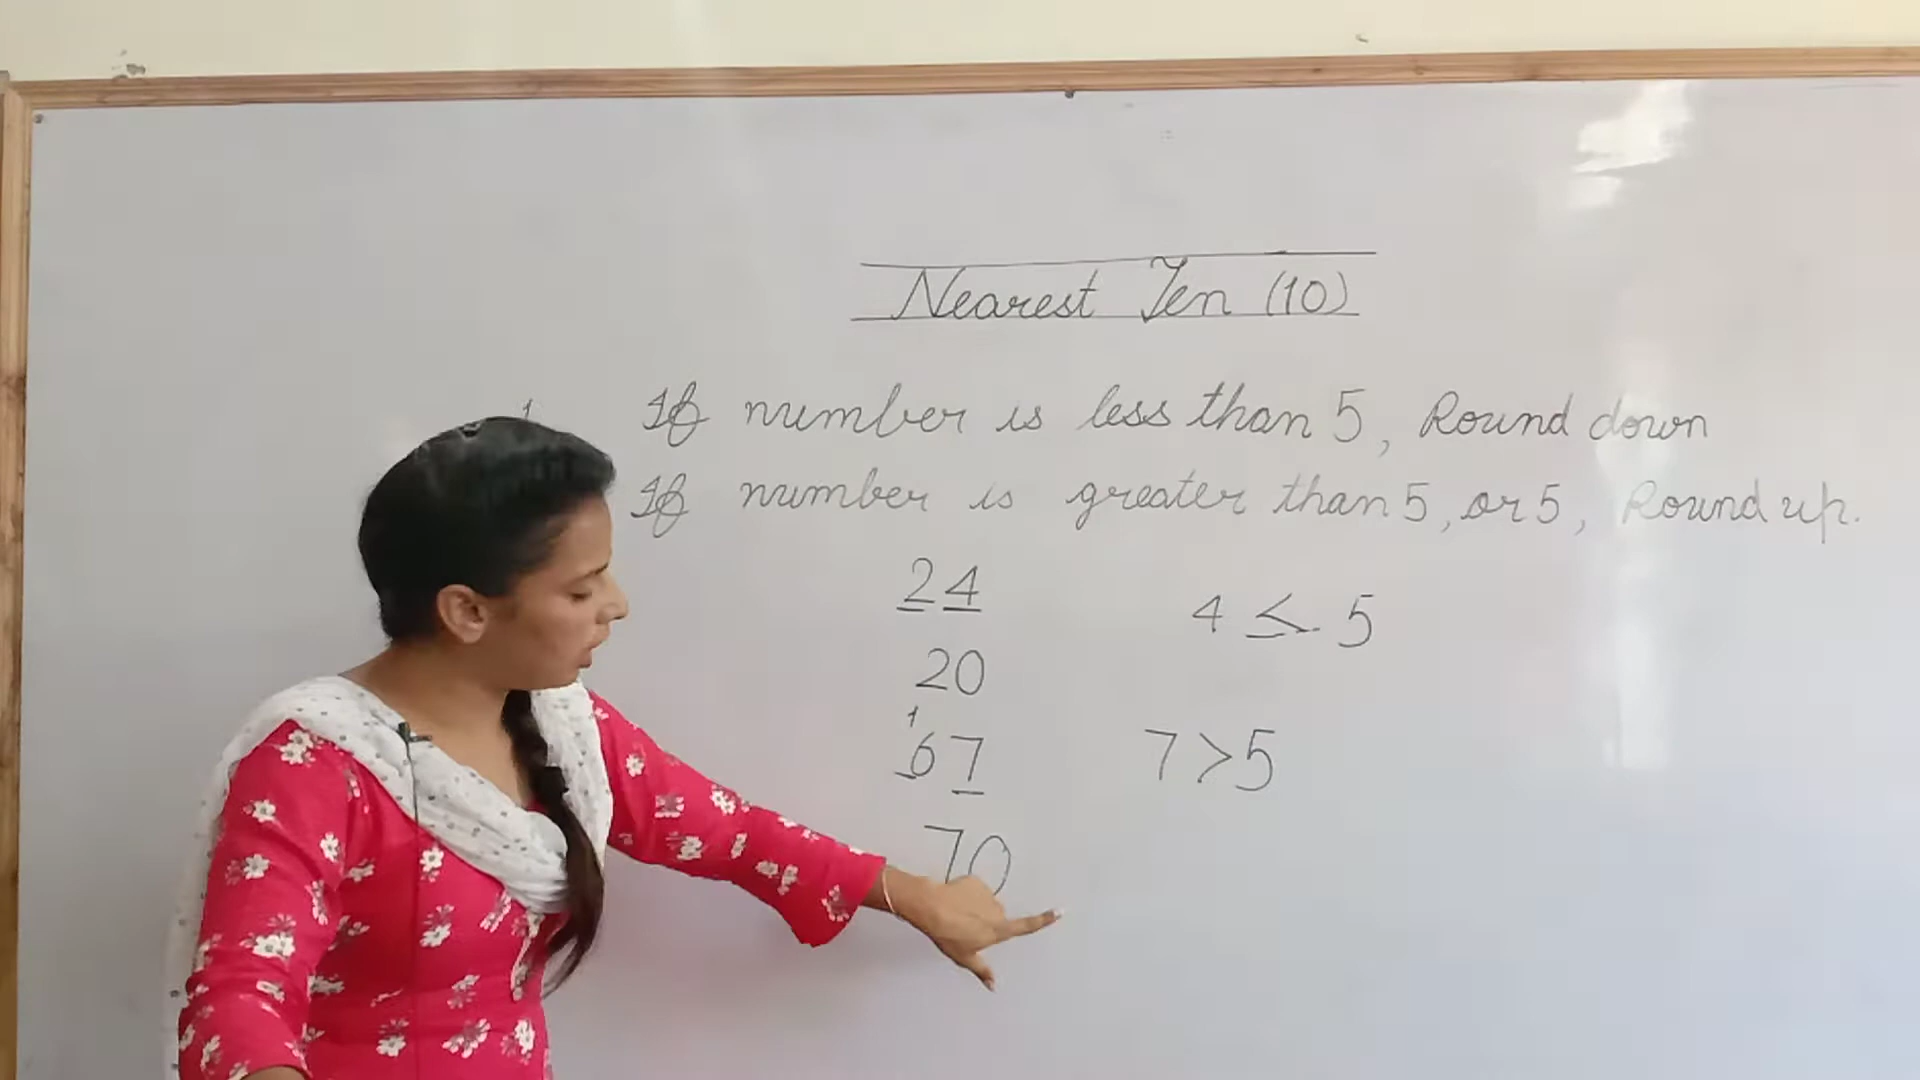 Nearest Ten (10)
If number is less than 5, Round down
If number is greater than 5, or 5, Round up.
24 4 < 5
20
1
67 7 > 5
70